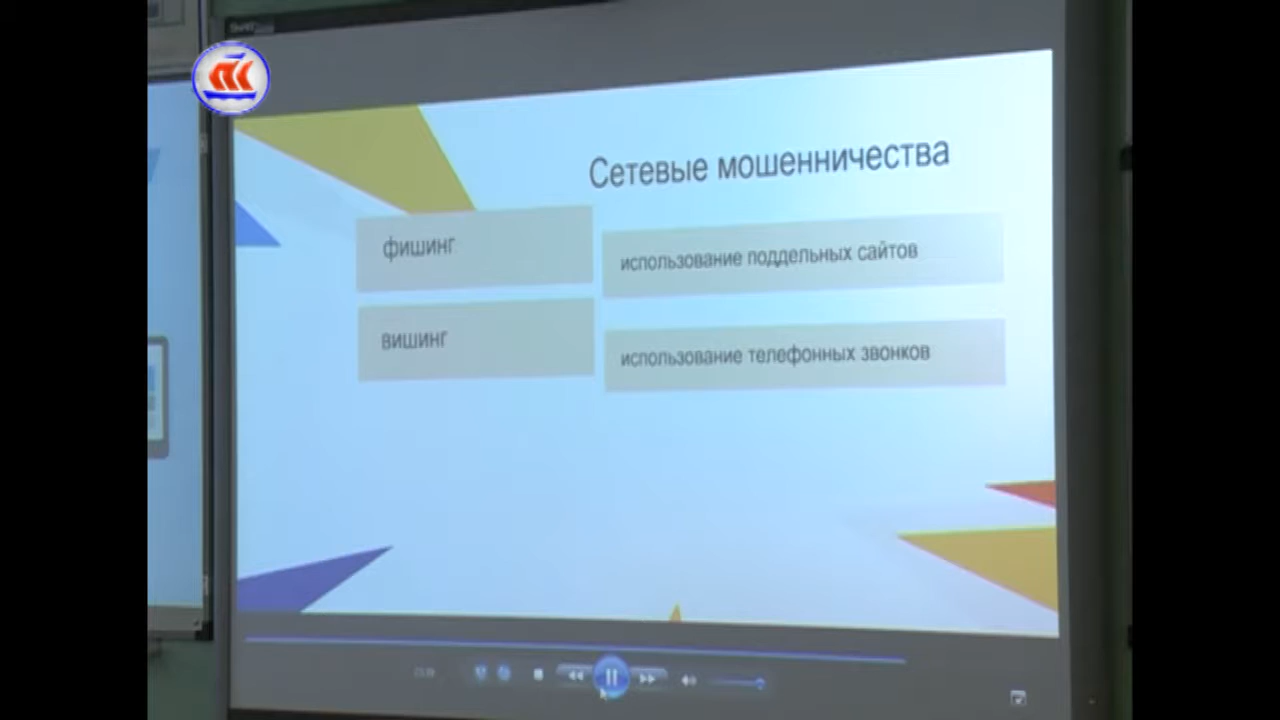 Сетевые мошенничества
фишинг
использование поддельных сайтов
вишинг
использование телефонных звонков